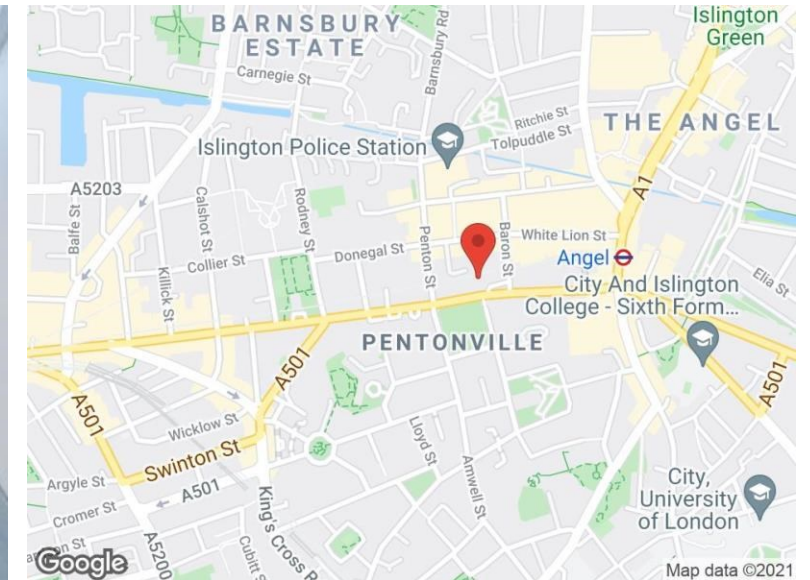 BARNSBURY
ESTATE
Carnegie St
Barnsbury Rd
Islington
Green
Ritchie St
Tolpuddle St
THE ANGEL
Islington Police Station
A5203
A1
Balfe St
Calshot St
Rodney St
Killick St
Collier St
Donegal St
Penton St
White Lion St
Baron St
Angel
Elia St
City And Islington
College - Sixth Form...
PENTONVILLE
A501
A501
A501
Wicklow St
Swinton St
Lloyd St
Amwell St
Argyle St
A501
Cromer St
A5200
King's Cross R
Cubitt St
City,
University
of London
Google
Map data ©2021